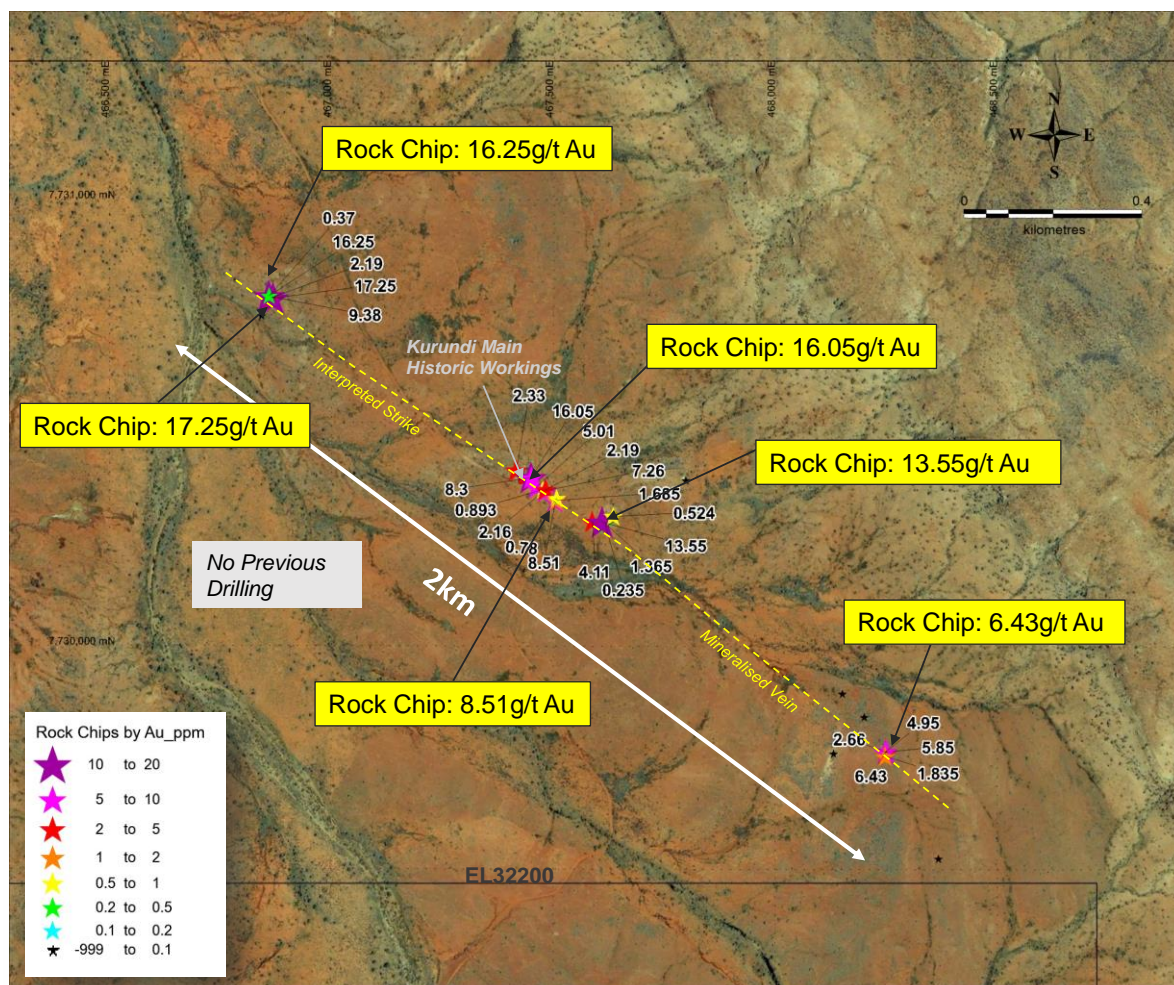 466,500 mE
467,000 mE
467,500 mE
468,000 mE
468,500 mE
N
W
E
S
Rock Chip: 16.25g/t Au
7,731,000 mN
0
0.4
kilometres
0.37
16.25
2.19
17.25
9.38
Kurundi Main
Historic Workings
Rock Chip: 16.05g/t Au
Interpreted Strike
2.33
16.05
5.01
2.19
7.26
1.685
0.524
Rock Chip: 17.25g/t Au
Rock Chip: 13.55g/t Au
8.3
0.893
2.16
0.78
8.51
4.11
0.235
1.365
13.55
No Previous
Drilling
2km
7,730,000 mN
Rock Chip: 6.43g/t Au
Mineralised Vein
Rock Chip: 8.51g/t Au
4.95
2.66
5.85
6.43
1.835
EL32200
Rock Chips by Au_ppm
10 to 20
5 to 10
2 to 5
1 to 2
0.5 to 1
0.2 to 0.5
0.1 to 0.2
-999 to 0.1